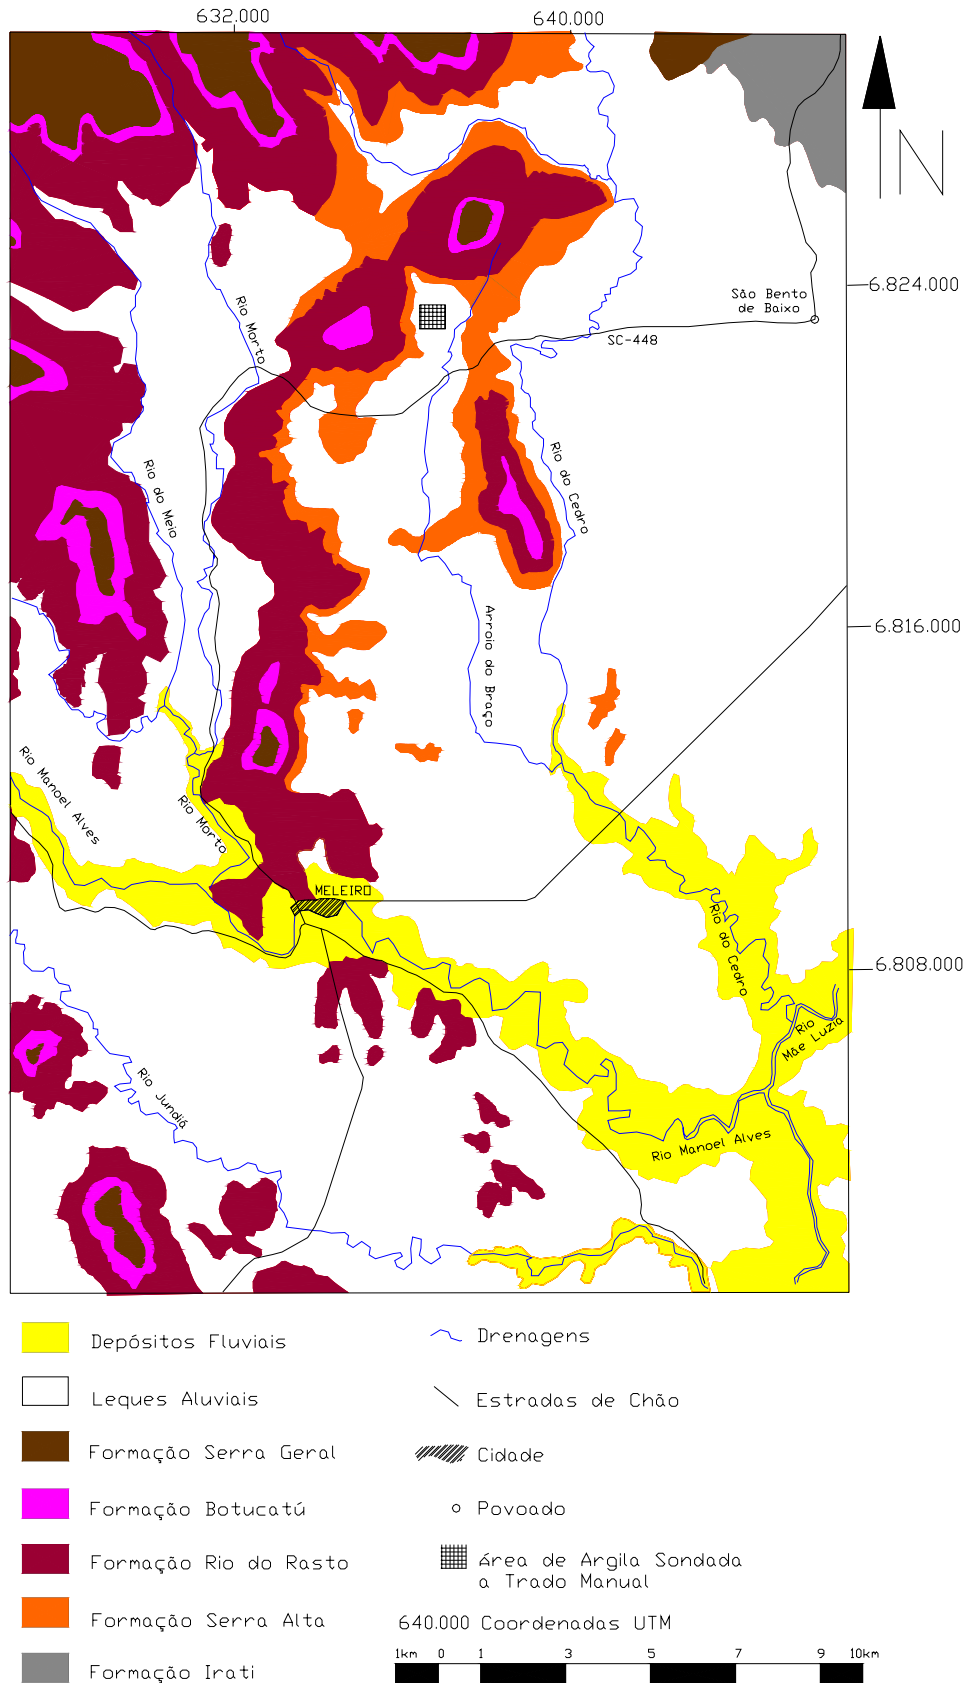 632.000
640.000
N
6.824.000
São Bento
de Baixo
SC-448
Rio Morto
Rio do Meio
Rio do Cedro
Arroio do Braço
6.816.000
Rio Manoel Alves
Rio Morto
MELEIRO
Rio do Cedro
6.808.000
Rio
Mãe Luzia
Rio Jundiá
Rio Manoel Alves
Depósitos Fluviais
Drenagens
Leques Aluviais
Estradas de Chão
Formação Serra Geral
Cidade
Formação Botucatú
Povoado
Formação Rio do Rasto
Área de Argila Sondada
a Trado Manual
Formação Serra Alta
640.000 Coordenadas UTM
Formação Irati
1km 0 1 3 5 7 9 10km